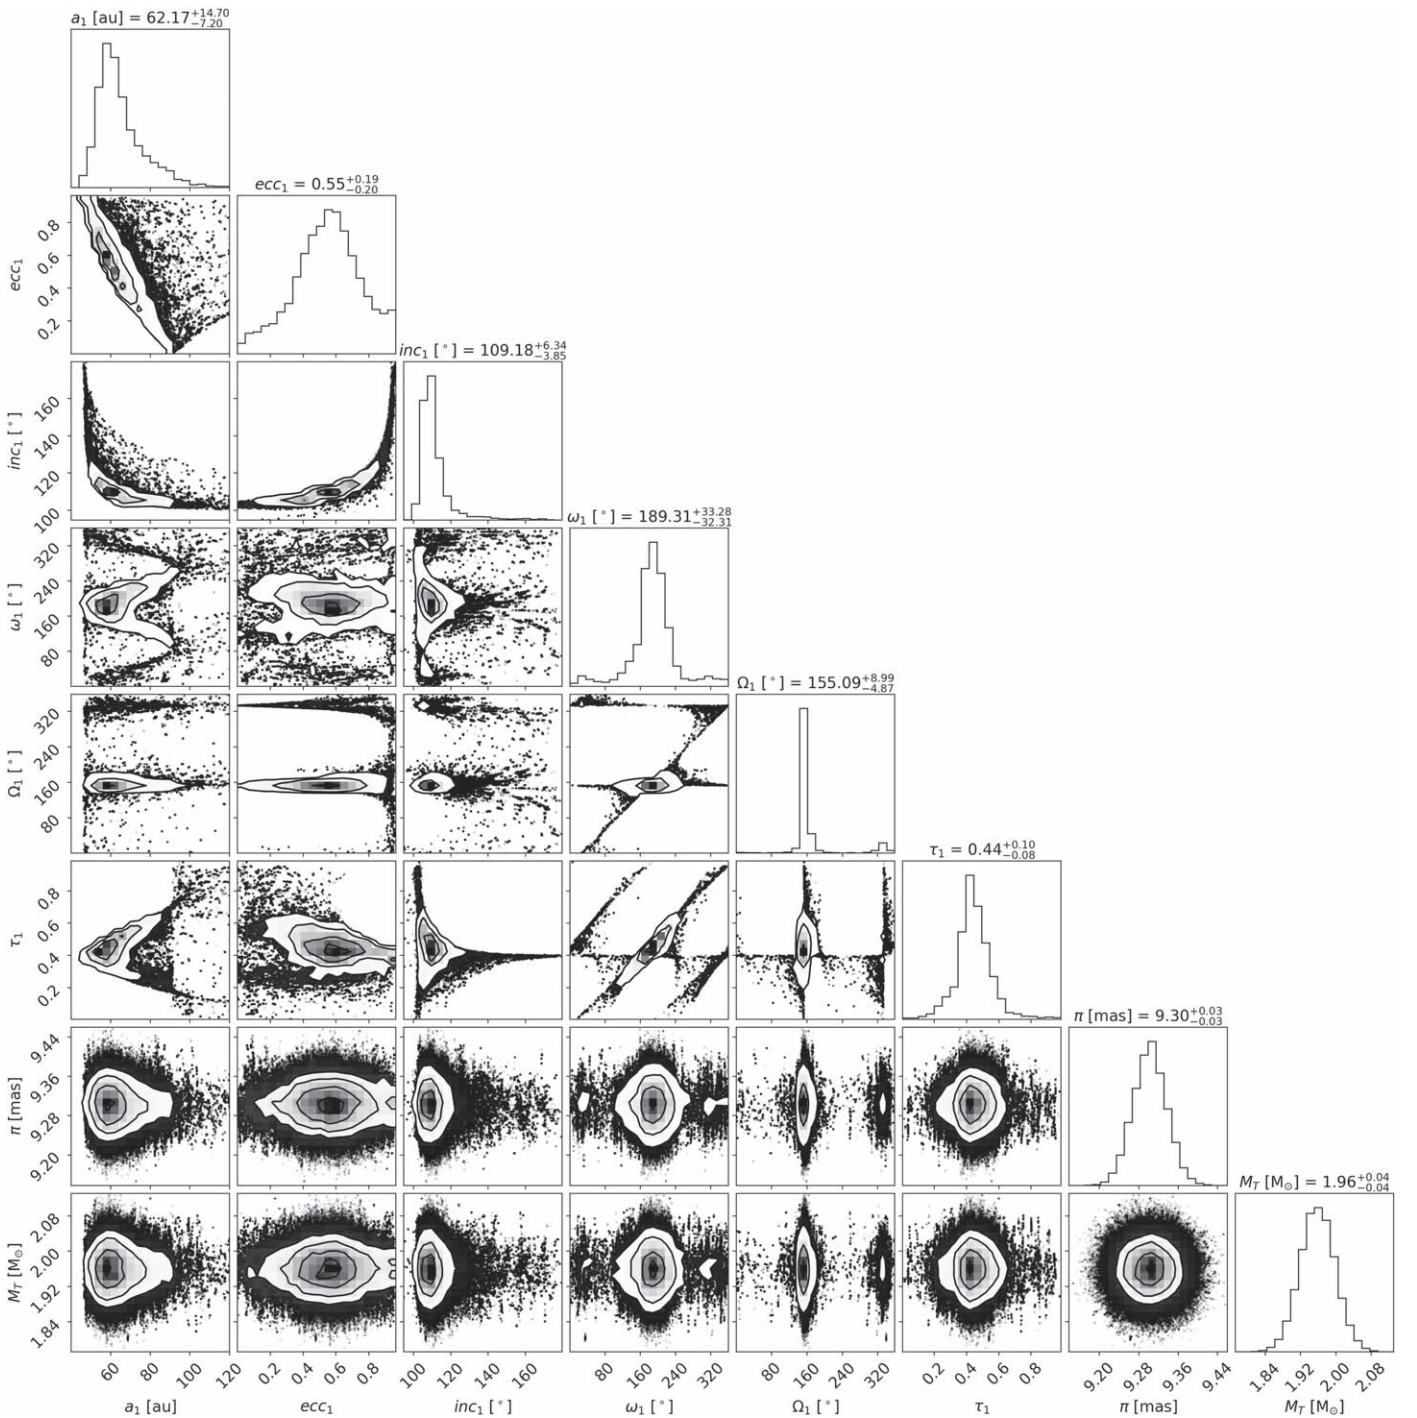 a₁ [au] = 62.17+14.70−7.20
ecc₁ = 0.55+0.19−0.20
0.8
0.6
0.4
0.2
ecc₁
inc₁ [°] = 109.18+6.34−3.85
160
140
120
100
inc₁ [°]
ω₁ [°] = 189.31+33.28−32.31
320
240
160
80
ω₁ [°]
Ω₁ [°] = 155.09+8.99−4.87
320
240
160
80
Ω₁ [°]
τ₁ = 0.44+0.10−0.08
0.8
0.6
0.4
0.2
τ₁
π [mas] = 9.30+0.03−0.03
9.44
9.36
9.28
9.20
π [mas]
M_T [M⊙] = 1.96+0.04−0.04
2.08
2.00
1.92
1.84
M_T [M⊙]
60 80 100 120 0.2 0.4 0.6 0.8 100 120 140 160 80 160 240 320 80 160 240 320 0.2 0.4 0.6 0.8 9.20 9.28 9.36 9.44 1.84 1.92 2.00 2.08
a₁ [au] ecc₁ inc₁ [°] ω₁ [°] Ω₁ [°] τ₁ π [mas] M_T [M⊙]